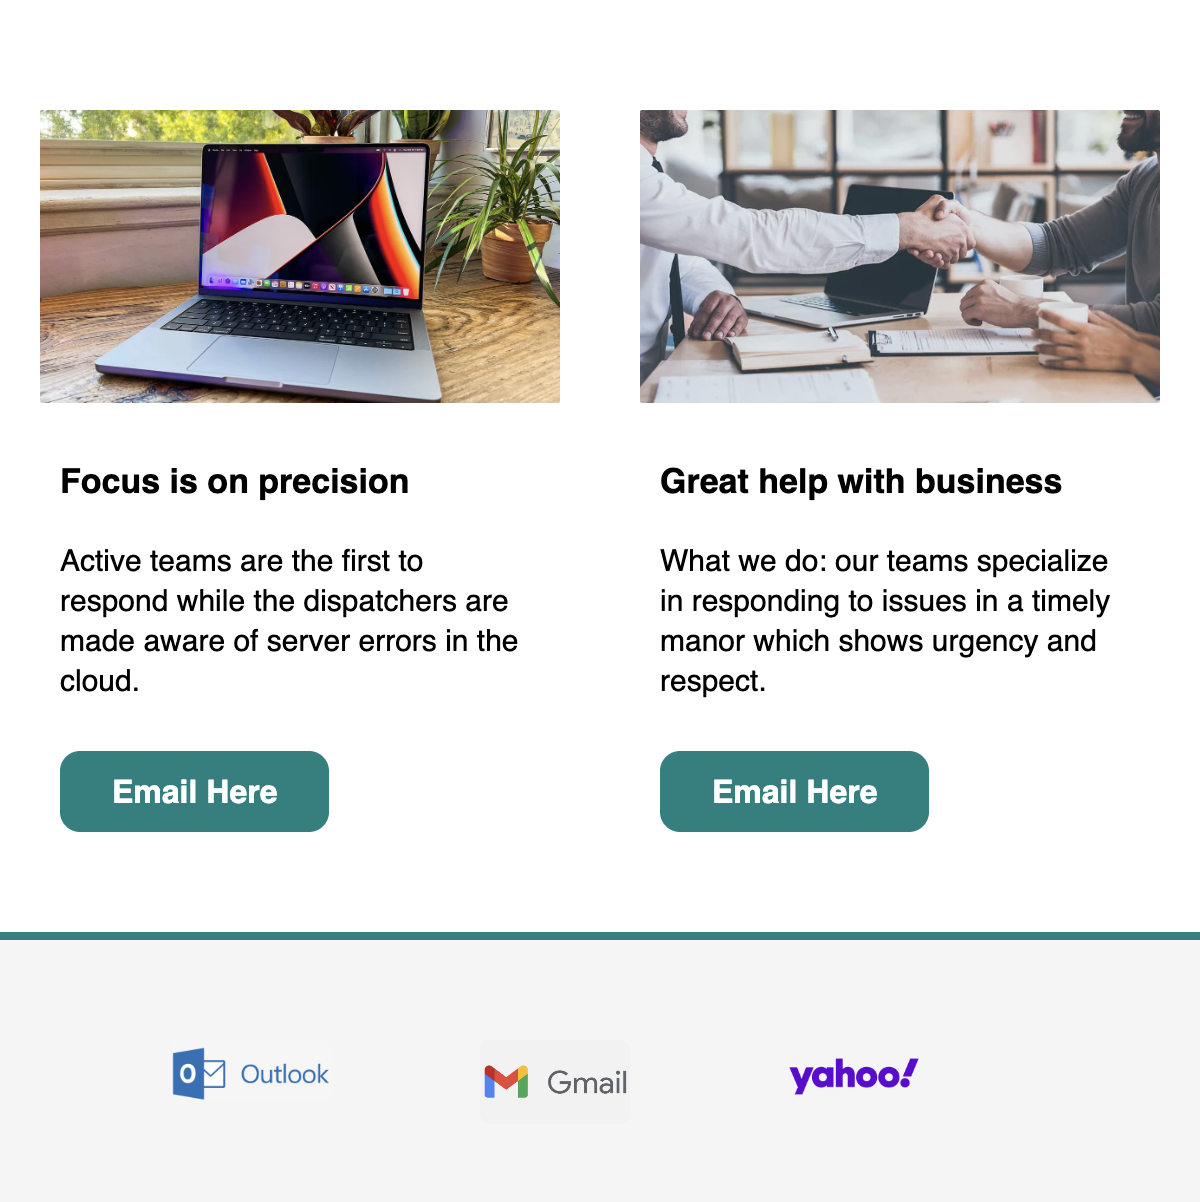 Focus is on precision
Active teams are the first to
respond while the dispatchers are
made aware of server errors in the
cloud.
Email Here
Great help with business
What we do: our teams specialize
in responding to issues in a timely
manor which shows urgency and
respect.
Email Here
Outlook
Gmail
yahoo!